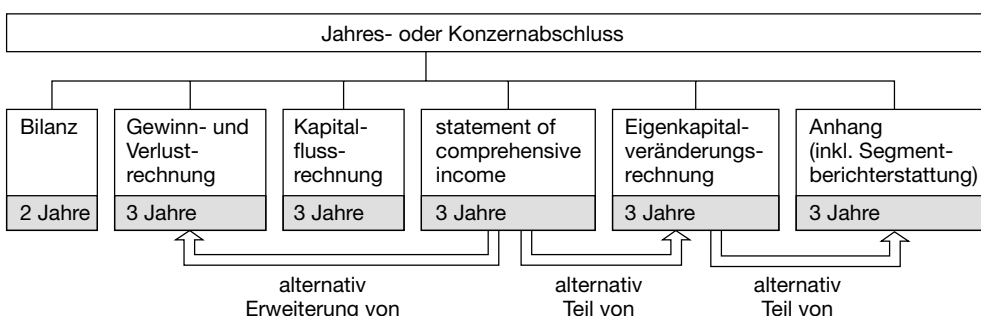 Jahres- oder Konzernabschluss
Bilanz
2 Jahre
Gewinn- und
Verlust-
rechnung
3 Jahre
Kapital-
fluss-
rechnung
3 Jahre
statement of
comprehensive
income
3 Jahre
Eigenkapital-
veränderungs-
rechnung
3 Jahre
Anhang
(inkl. Segment-
berichterstattung)
3 Jahre
alternativ
Erweiterung von
alternativ
Teil von
alternativ
Teil von